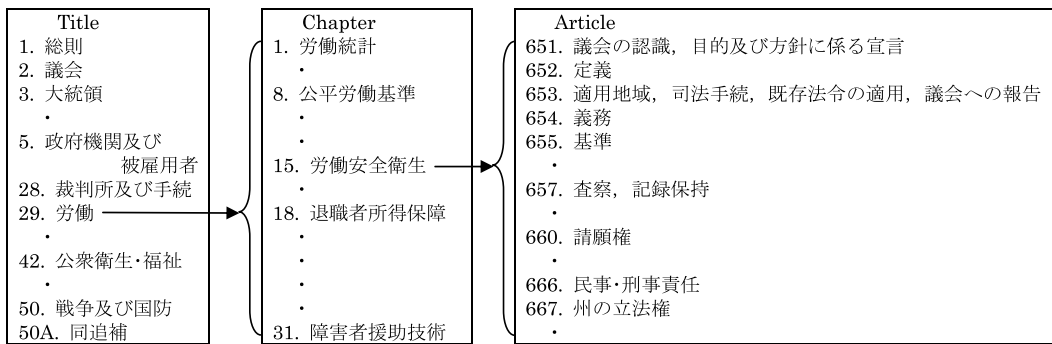 Title
1. 総則
2. 議会
3. 大統領
・
5. 政府機関及び
被雇用者
28. 裁判所及び手続
29. 労働
・
42. 公衆衛生・福祉
・
50. 戦争及び国防
50A. 同追補
Chapter
1. 労働統計
・
8. 公平労働基準
・
・
15. 労働安全衛生
・
18. 退職者所得保障
・
・
・
・
31. 障害者援助技術
Article
651. 議会の認識，目的及び方針に係る宣言
652. 定義
653. 適用地域，司法手続，既存法令の適用，議会への報告
654. 義務
655. 基準
・
657. 査察，記録保持
・
660. 請願権
・
666. 民事・刑事責任
667. 州の立法権
・